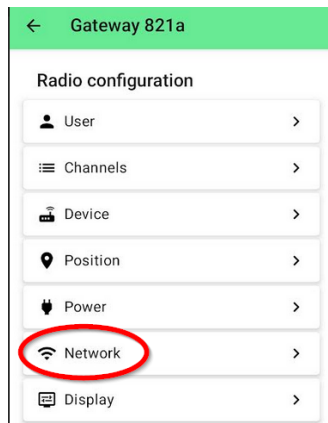 Gateway 821a
Radio configuration
User
Channels
Device
Position
Power
Network
Display